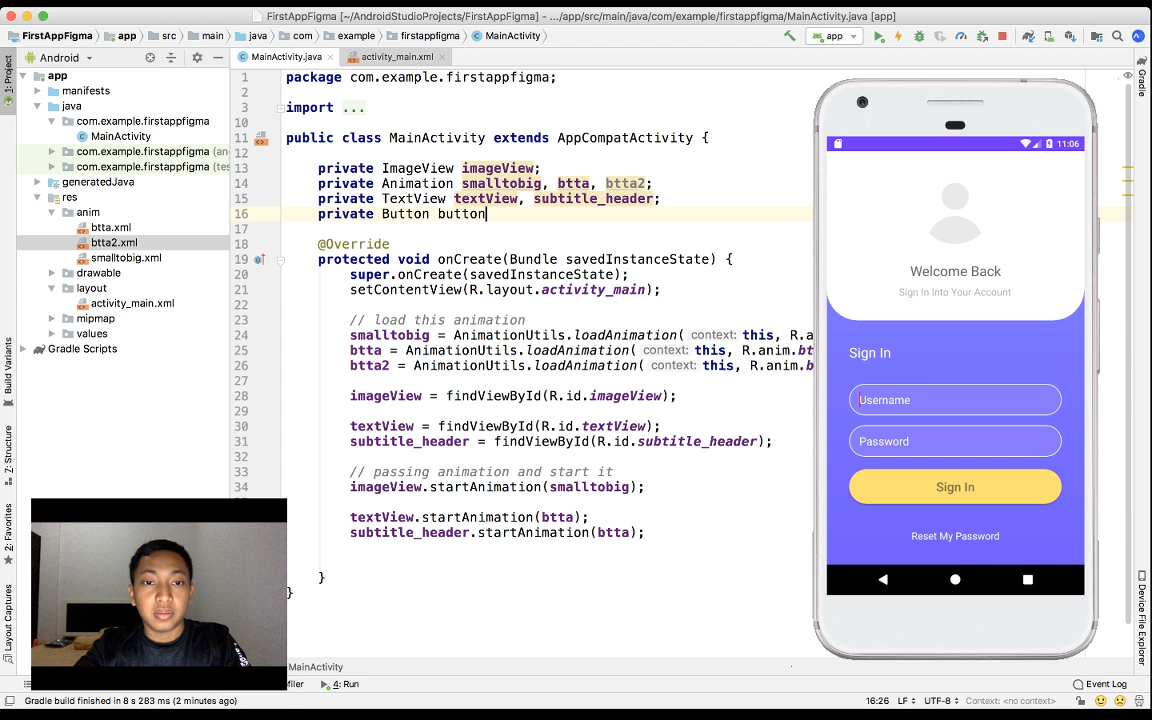 FirstAppFigma [~/AndroidStudioProjects/FirstAppFigma] - .../app/src/main/java/com/example/firstappfigma/MainActivity.java [app]
FirstAppFigma app src main java com example firstappfigma MainActivity app
1: Project
Android
MainActivity.java activity_main.xml
Gradle
app
manifests
java
com.example.firstappfigma
MainActivity
com.example.firstappfigma (an
com.example.firstappfigma (tes
generatedJava
res
anim
btta.xml
btta2.xml
smalltobig.xml
drawable
layout
activity_main.xml
mipmap
values
Gradle Scripts
1 package com.example.firstappfigma;
2
3 import ...
10
11 public class MainActivity extends AppCompatActivity {
12
13 private ImageView imageView;
14 private Animation smalltobig, btta, btta2;
15 private TextView textView, subtitle_header;
16 private Button button
17
18 @Override
19 protected void onCreate(Bundle savedInstanceState) {
20 super.onCreate(savedInstanceState);
21 setContentView(R.layout.activity_main);
22
23 // load this animation
24 smalltobig = AnimationUtils.loadAnimation( context: this, R.a
25 btta = AnimationUtils.loadAnimation( context: this, R.anim.bt
26 btta2 = AnimationUtils.loadAnimation( context: this, R.anim.b
27
28 imageView = findViewById(R.id.imageView);
29
30 textView = findViewById(R.id.textView);
31 subtitle_header = findViewById(R.id.subtitle_header);
32
33 // passing animation and start it
34 imageView.startAnimation(smalltobig);
textView.startAnimation(btta);
subtitle_header.startAnimation(btta);
}
}
11:06
Welcome Back
Sign In Into Your Account
Sign In
Username
Password
Sign In
Reset My Password
Build Variants
7: Structure
2: Favorites
Layout Captures
Device File Explorer
MainActivity
filer 4: Run Event Log
Gradle build finished in 8 s 283 ms (2 minutes ago) 16:26 LF UTF-8 Context: <no context>